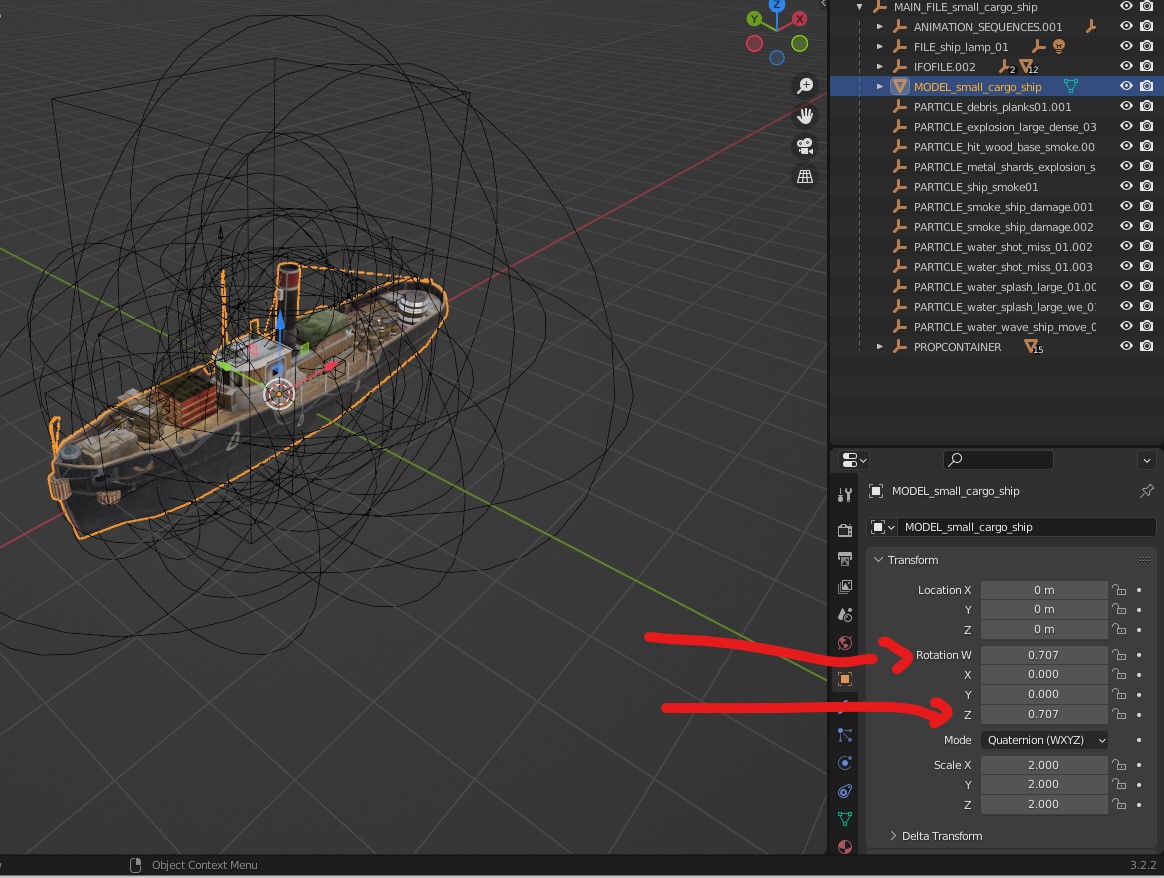 Z
Y
X
MAIN_FILE_small_cargo_ship
ANIMATION_SEQUENCES.001
FILE_ship_lamp_01
IFOFILE.002 2 12
MODEL_small_cargo_ship
PARTICLE_debris_planks01.001
PARTICLE_explosion_large_dense_03
PARTICLE_hit_wood_base_smoke.00
PARTICLE_metal_shards_explosion_s
PARTICLE_ship_smoke01
PARTICLE_smoke_ship_damage.001
PARTICLE_smoke_ship_damage.002
PARTICLE_water_shot_miss_01.002
PARTICLE_water_shot_miss_01.003
PARTICLE_water_splash_large_01.00
PARTICLE_water_splash_large_we_01
PARTICLE_water_wave_ship_move_0
PROPCONTAINER 15
MODEL_small_cargo_ship
MODEL_small_cargo_ship
Transform
Location X 0 m
Y 0 m
Z 0 m
Rotation W 0.707
X 0.000
Y 0.000
Z 0.707
Mode Quaternion (WXYZ)
Scale X 2.000
Y 2.000
Z 2.000
Delta Transform
Object Context Menu
3.2.2